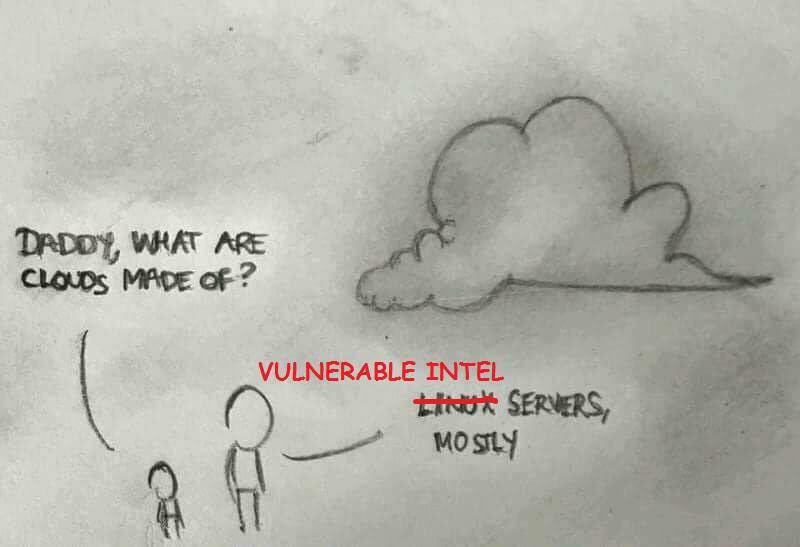 DADDY, WHAT ARE
CLOUDS MADE OF?
VULNERABLE INTEL
LINUX SERVERS,
MOSTLY